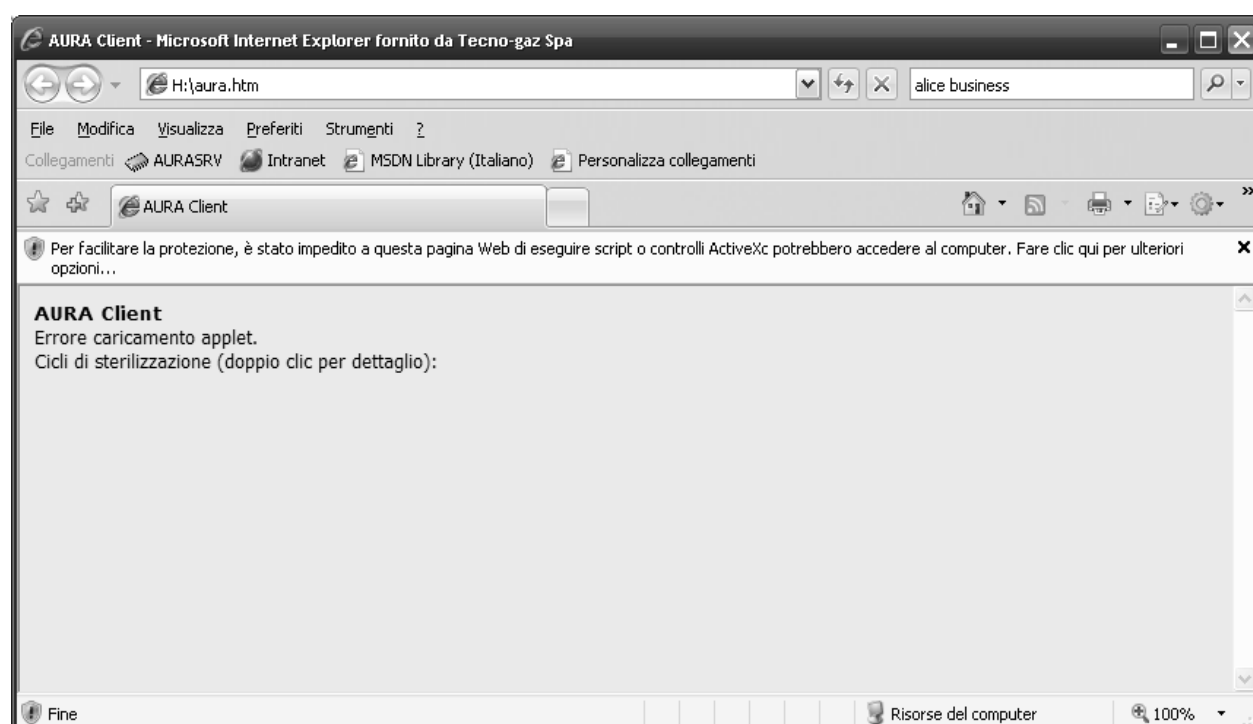 AURA Client - Microsoft Internet Explorer fornito da Tecno-gaz Spa
H:\aura.htm
alice business
File Modifica Visualizza Preferiti Strumenti ?
Collegamenti AURASRV Intranet MSDN Library (Italiano) Personalizza collegamenti
AURA Client
»
Per facilitare la protezione, è stato impedito a questa pagina Web di eseguire script o controlli ActiveXc potrebbero accedere al computer. Fare clic qui per ulteriori
opzioni...
AURA Client
Errore caricamento applet.
Cicli di sterilizzazione (doppio clic per dettaglio):
Fine
Risorse del computer
100%